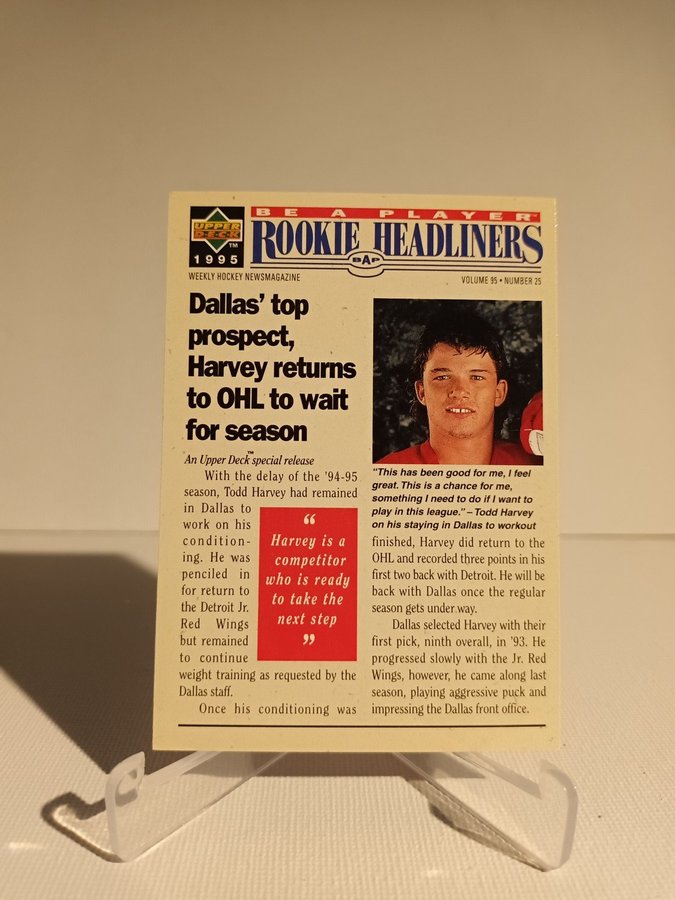 BE A PLAYER™
UPPER
DECK
™
1995
ROOKIE HEADLINERS
BAP
WEEKLY HOCKEY NEWSMAGAZINE
VOLUME 95 • NUMBER 25
Dallas' top
prospect,
Harvey returns
to OHL to wait
for season
An Upper Deck™ special release
With the delay of the '94-95
season, Todd Harvey had remained
in Dallas to
work on his
condition-
ing. He was
penciled in
for return to
the Detroit Jr.
Red Wings
but remained
to continue
weight training as requested by the
Dallas staff.
Once his conditioning was
“
Harvey is a
competitor
who is ready
to take the
next step
”
"This has been good for me, I feel
great. This is a chance for me,
something I need to do if I want to
play in this league." – Todd Harvey
on his staying in Dallas to workout
finished, Harvey did return to the
OHL and recorded three points in his
first two back with Detroit. He will be
back with Dallas once the regular
season gets under way.
Dallas selected Harvey with their
first pick, ninth overall, in '93. He
progressed slowly with the Jr. Red
Wings, however, he came along last
season, playing aggressive puck and
impressing the Dallas front office.